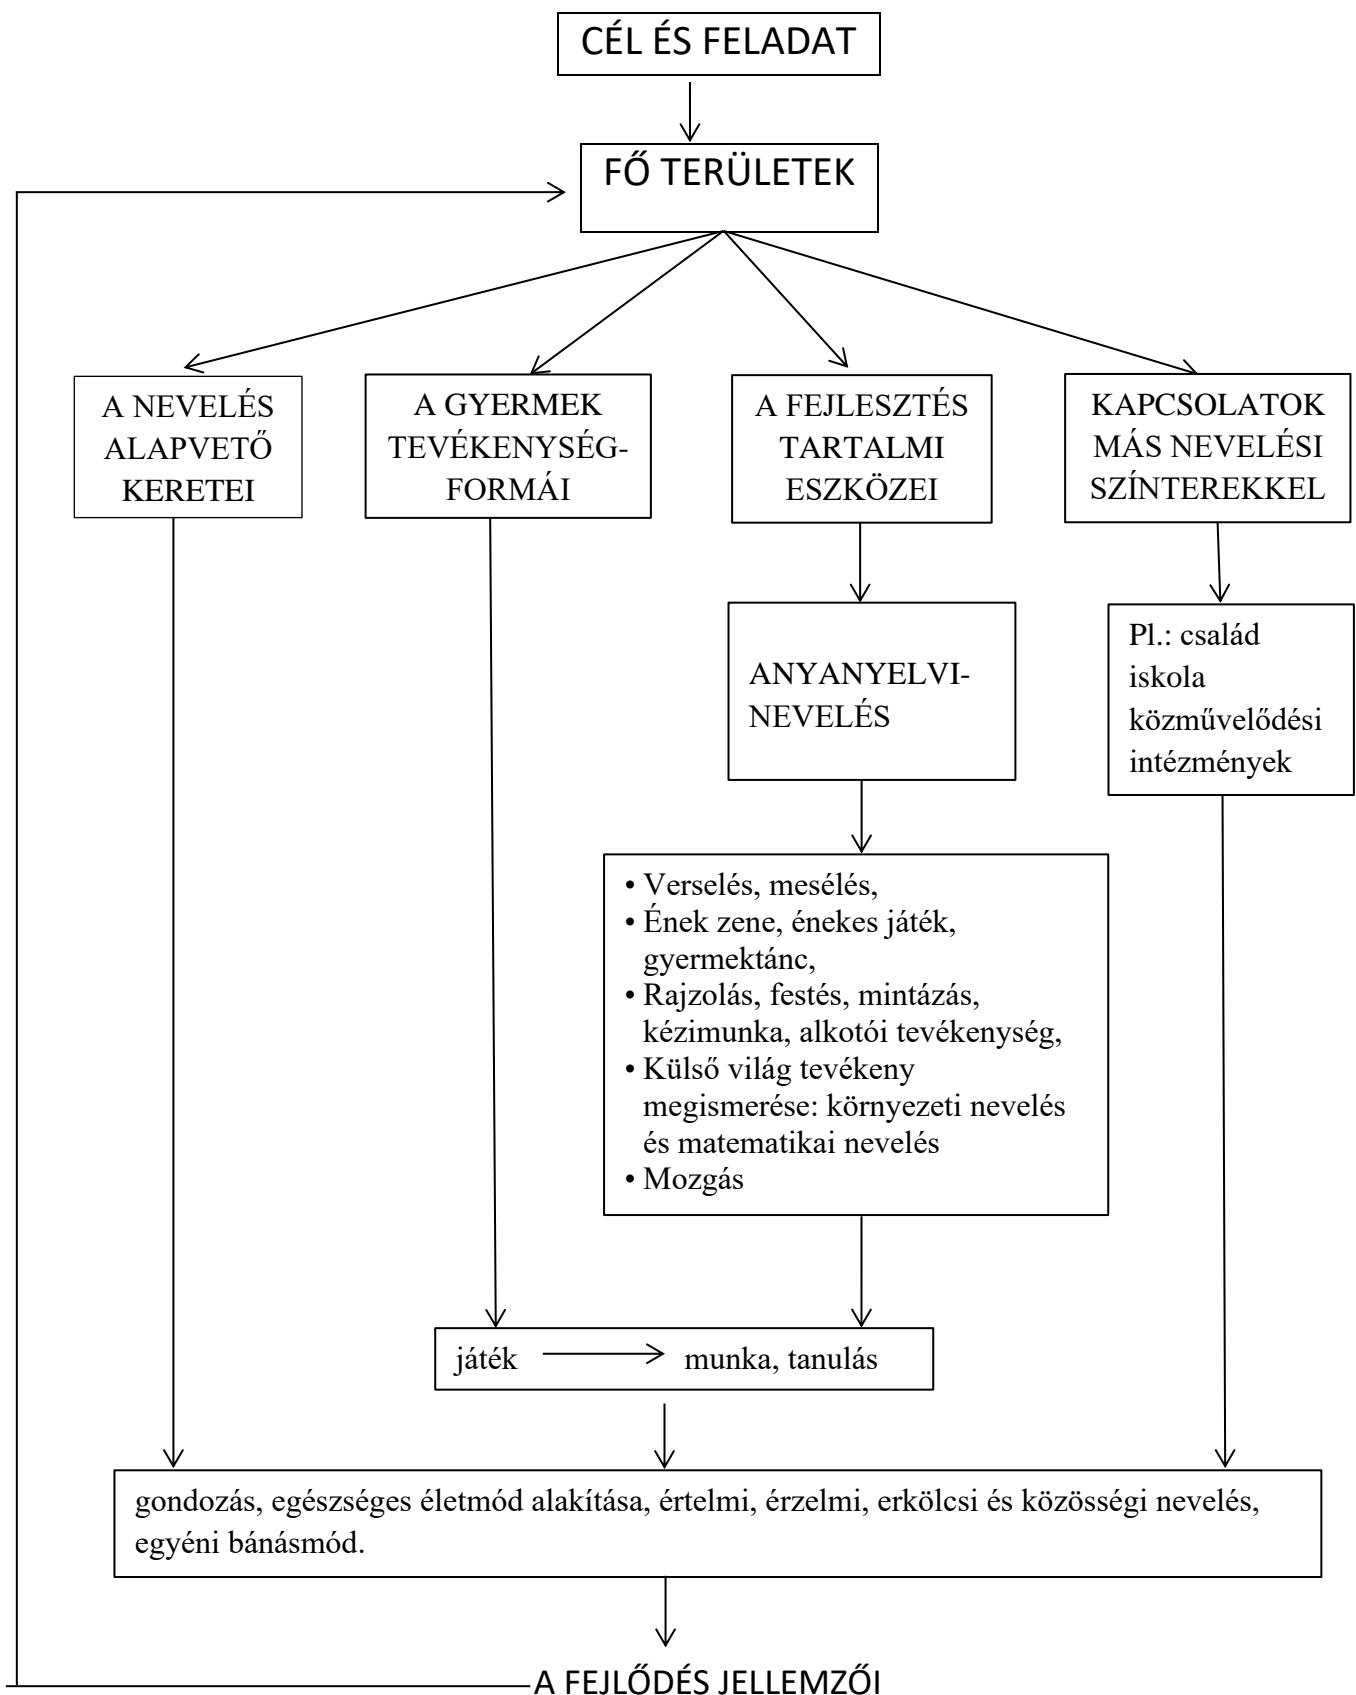 CÉL ÉS FELADAT
FŐ TERÜLETEK
A NEVELÉS
ALAPVETŐ
KERETEI
A GYERMEK
TEVÉKENYSÉG-
FORMÁI
A FEJLESZTÉS
TARTALMI
ESZKÖZEI
KAPCSOLATOK
MÁS NEVELÉSI
SZÍNTEREKKEL
ANYANYELVI-
NEVELÉS
Pl.: család
iskola
közművelődési
intézmények
• Verselés, mesélés,
• Ének zene, énekes játék,
gyermektánc,
• Rajzolás, festés, mintázás,
kézimunka, alkotói tevékenység,
• Külső világ tevékeny
megismerése: környezeti nevelés
és matematikai nevelés
• Mozgás
játék munka, tanulás
gondozás, egészséges életmód alakítása, értelmi, érzelmi, erkölcsi és közösségi nevelés,
egyéni bánásmód.
A FEJLŐDÉS JELLEMZŐI